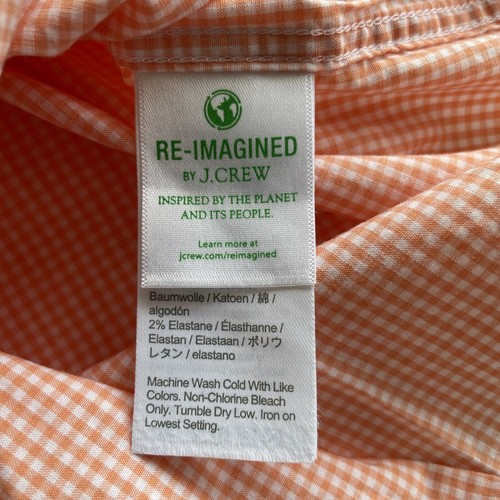 RE-IMAGINED
BY J.CREW
INSPIRED BY THE PLANET
AND ITS PEOPLE.
Learn more at
jcrew.com/reimagined
Baumwolle / Katoen / 綿 /
algodón
2% Elastane / Élasthanne /
Elastan / Elastaan / ポリウ
レタン / elastano
Machine Wash Cold With Like
Colors. Non-Chlorine Bleach
Only. Tumble Dry Low. Iron on
Lowest Setting.